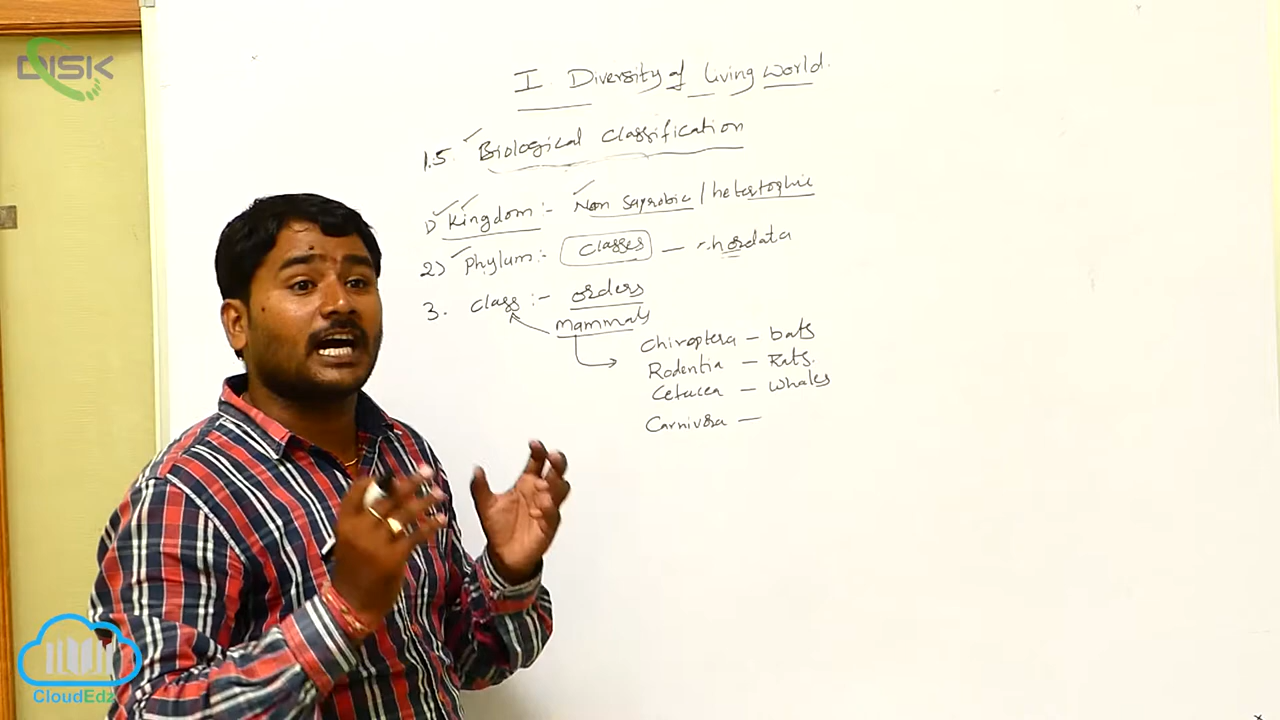 DISK
I. Diversity of living world.
1.5. Biological classification
1) Kingdom :- Non saprobic / hetertophic
2) Phylum :- classes — chordata
3. class :- orders
mammals
chiroptera — bats
Rodentia — Rats.
Cetacea — whales
Carnivora —
CloudEdz